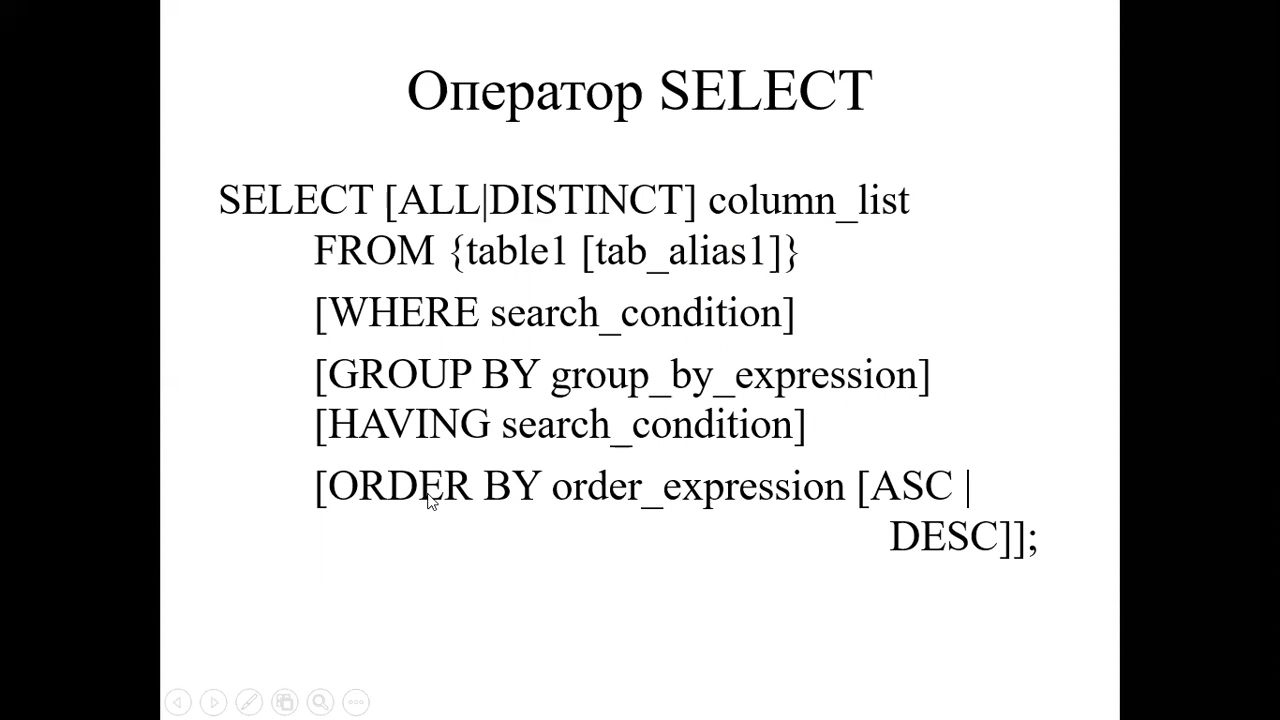 Оператор SELECT
SELECT [ALL|DISTINCT] column_list
FROM {table1 [tab_alias1]}
[WHERE search_condition]
[GROUP BY group_by_expression]
[HAVING search_condition]
[ORDER BY order_expression [ASC |
DESC]];